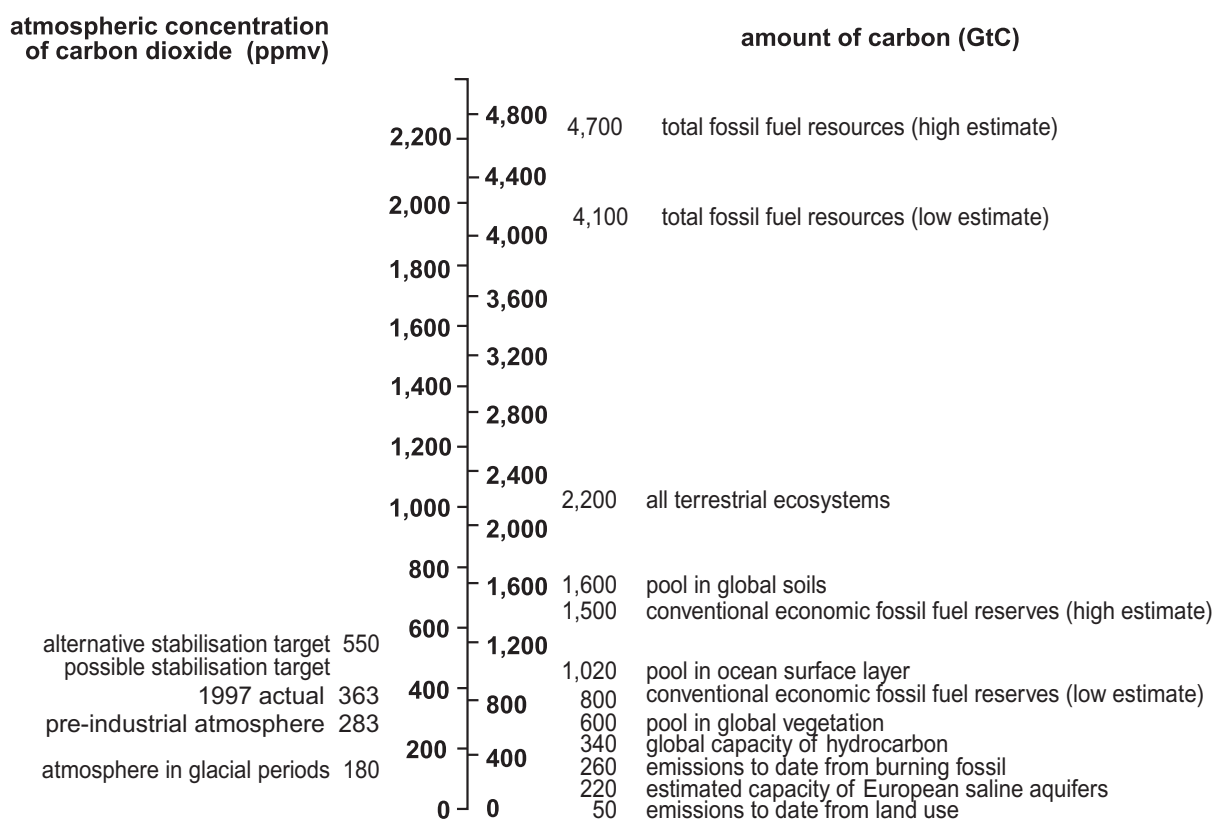 atmospheric concentration
of carbon dioxide (ppmv)
amount of carbon (GtC)
4,800
4,700 total fossil fuel resources (high estimate)
2,200
4,400
2,000
4,100 total fossil fuel resources (low estimate)
4,000
1,800
3,600
1,600
3,200
1,400
2,800
1,200
2,400
2,200 all terrestrial ecosystems
1,000
2,000
800
1,600
1,600 pool in global soils
1,500 conventional economic fossil fuel reserves (high estimate)
600
alternative stabilisation target 550
1,200
possible stabilisation target
1,020 pool in ocean surface layer
400
1997 actual 363
800
800 conventional economic fossil fuel reserves (low estimate)
pre-industrial atmosphere 283
600 pool in global vegetation
200
340 global capacity of hydrocarbon
400
atmosphere in glacial periods 180
260 emissions to date from burning fossil
220 estimated capacity of European saline aquifers
0
0
50 emissions to date from land use